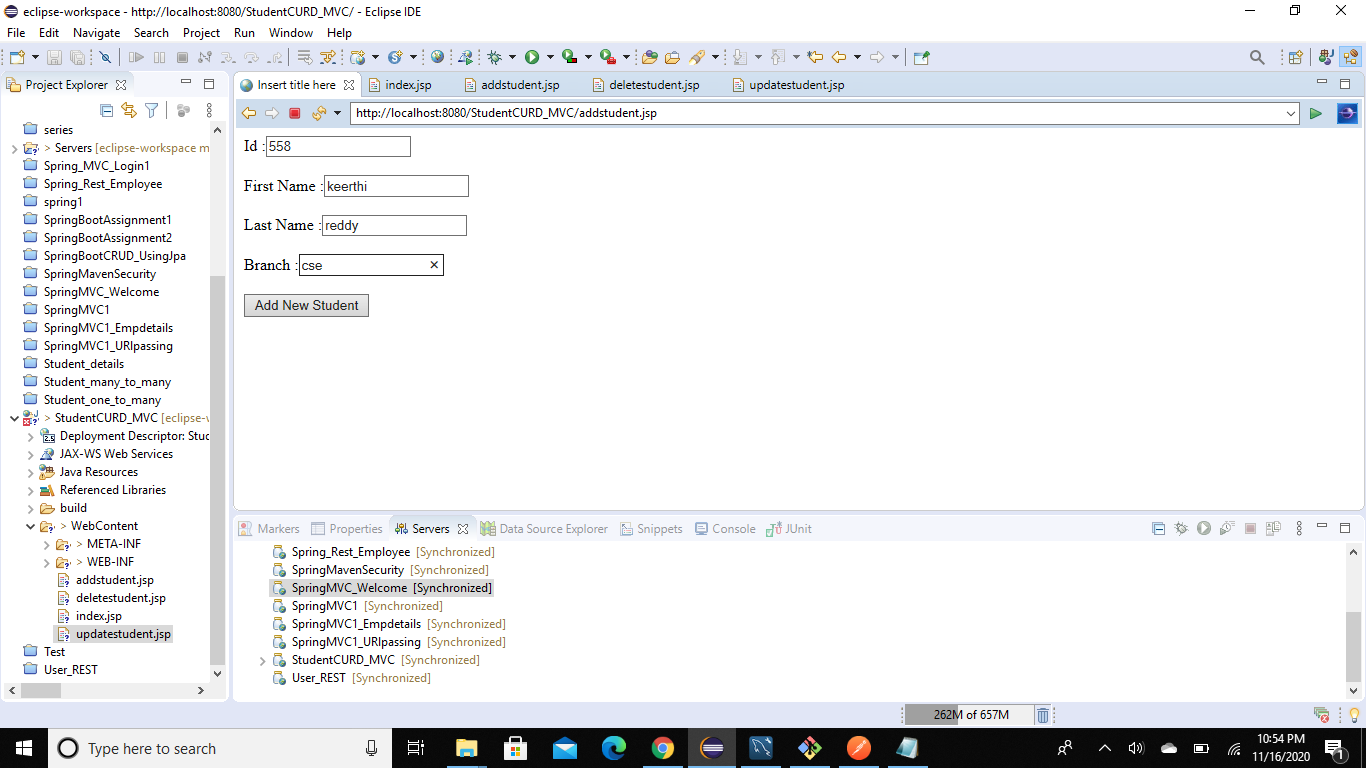 eclipse-workspace - http://localhost:8080/StudentCURD_MVC/ - Eclipse IDE
File Edit Navigate Search Project Run Window Help
Project Explorer
series
> Servers [eclipse-workspace m
Spring_MVC_Login1
Spring_Rest_Employee
spring1
SpringBootAssignment1
SpringBootAssignment2
SpringBootCRUD_UsingJpa
SpringMavenSecurity
SpringMVC_Welcome
SpringMVC1
SpringMVC1_Empdetails
SpringMVC1_URIpassing
Student_details
Student_many_to_many
Student_one_to_many
> StudentCURD_MVC [eclipse-w
Deployment Descriptor: Stud
JAX-WS Web Services
Java Resources
Referenced Libraries
build
> WebContent
> META-INF
> WEB-INF
addstudent.jsp
deletestudent.jsp
index.jsp
updatestudent.jsp
Test
User_REST
Insert title here index.jsp addstudent.jsp deletestudent.jsp updatestudent.jsp
http://localhost:8080/StudentCURD_MVC/addstudent.jsp
Id : 558
First Name : keerthi
Last Name : reddy
Branch : cse
Add New Student
Markers Properties Servers Data Source Explorer Snippets Console JUnit
Spring_Rest_Employee [Synchronized]
SpringMavenSecurity [Synchronized]
SpringMVC_Welcome [Synchronized]
SpringMVC1 [Synchronized]
SpringMVC1_Empdetails [Synchronized]
SpringMVC1_URIpassing [Synchronized]
StudentCURD_MVC [Synchronized]
User_REST [Synchronized]
262M of 657M
Type here to search
10:54 PM
11/16/2020
1